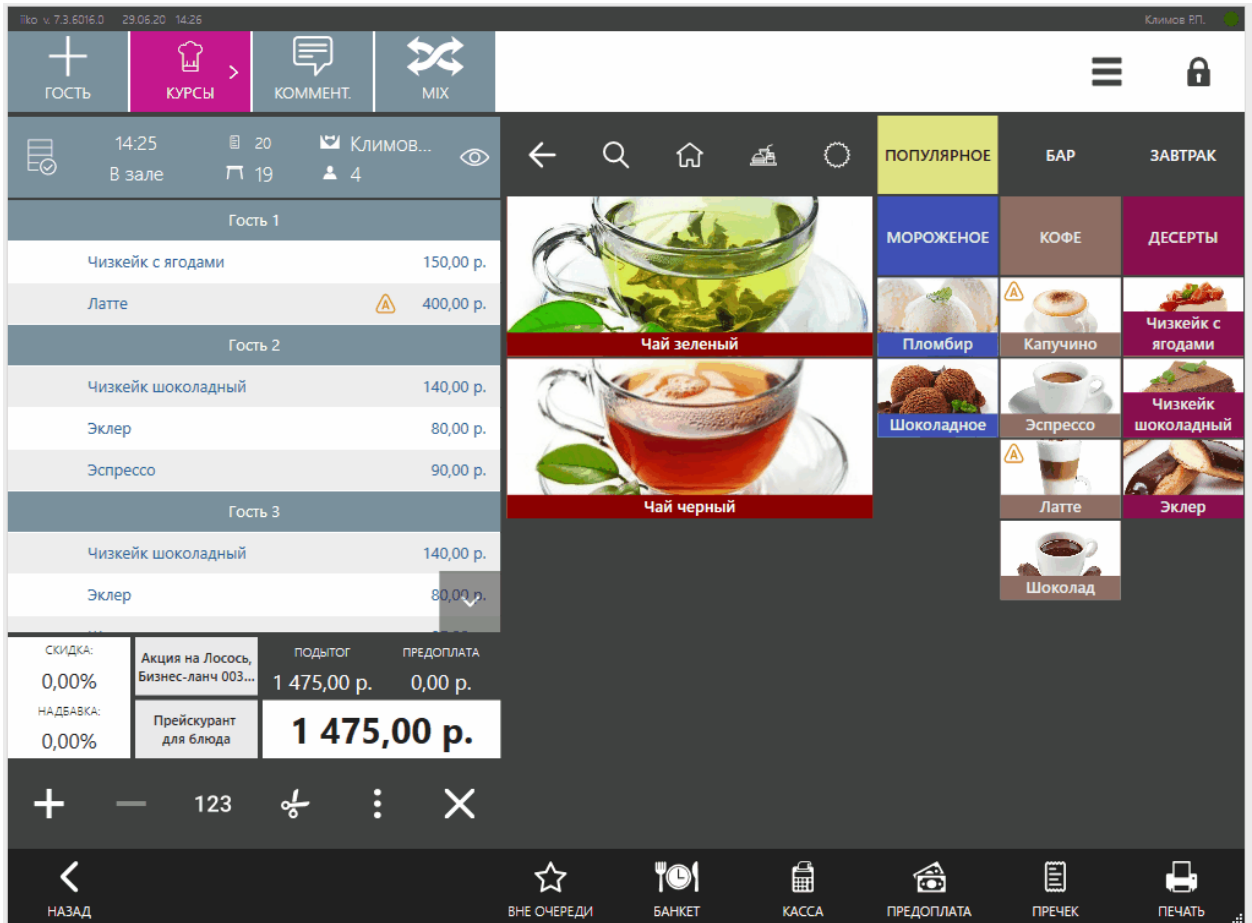 iiko v. 7.3.6016.0 29.06.20 14:26 Климов Р.П.
ГОСТЬ
КУРСЫ
КОММЕНТ.
MIX
14:25 20 Климов...
В зале 19 4
Гость 1
Чизкейк с ягодами 150,00 р.
Латте 400,00 р.
Гость 2
Чизкейк шоколадный 140,00 р.
Эклер 80,00 р.
Эспрессо 90,00 р.
Гость 3
Чизкейк шоколадный 140,00 р.
Эклер 80,00 р.
СКИДКА:
0,00%
НАДБАВКА:
0,00%
Акция на Лосось,
Бизнес-ланч 003...
Прейскурант
для блюда
ПОДЫТОГ
1 475,00 р.
ПРЕДОПЛАТА
0,00 р.
1 475,00 р.
123
ПОПУЛЯРНОЕ
БАР
ЗАВТРАК
МОРОЖЕНОЕ
КОФЕ
ДЕСЕРТЫ
Чай зеленый
Пломбир
Капучино
Чизкейк с
ягодами
Чай черный
Шоколадное
Эспрессо
Чизкейк
шоколадный
Латте
Эклер
Шоколад
НАЗАД
ВНЕ ОЧЕРЕДИ
БАНКЕТ
КАССА
ПРЕДОПЛАТА
ПРЕЧЕК
ПЕЧАТЬ